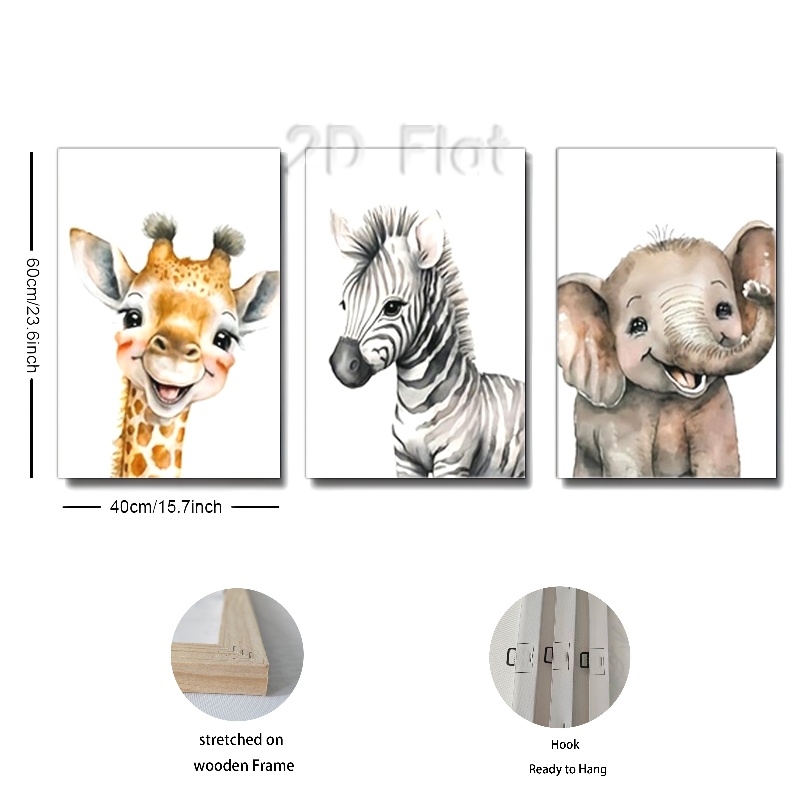 2D Flat
60cm/23.6inch
40cm/15.7inch
stretched on
wooden Frame
Hook
Ready to Hang